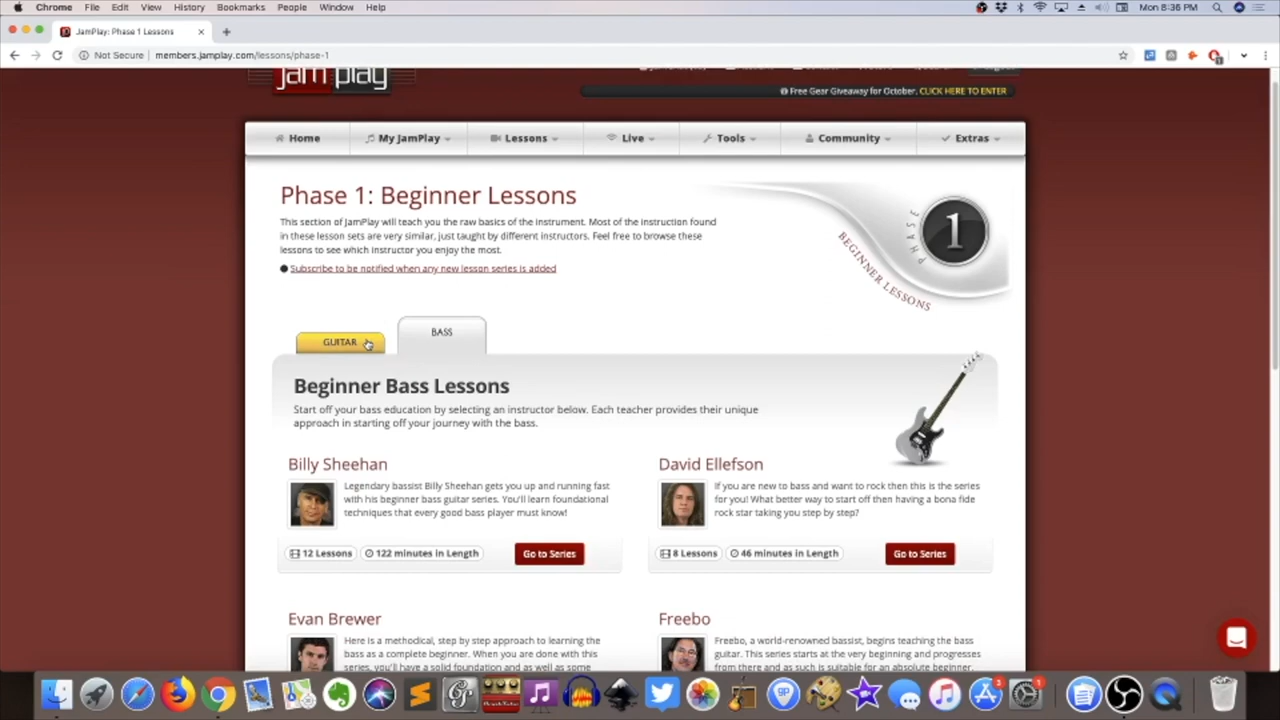 Chrome File Edit View History Bookmarks People Window Help Mon 8:36 PM
JamPlay: Phase 1 Lessons
Not Secure members.jamplay.com/lessons/phase-1
jam play
Free Gear Giveaway for October. CLICK HERE TO ENTER
Home My JamPlay Lessons Live Tools Community Extras
Phase 1: Beginner Lessons
This section of JamPlay will teach you the raw basics of the instrument. Most of the instruction found
in these lesson sets are very similar, just taught by different instructors. Feel free to browse these
lessons to see which instructor you enjoy the most.
Subscribe to be notified when any new lesson series is added
PHASE 1
BEGINNER LESSONS
GUITAR BASS
Beginner Bass Lessons
Start off your bass education by selecting an instructor below. Each teacher provides their unique
approach in starting off your journey with the bass.
Billy Sheehan
Legendary bassist Billy Sheehan gets you up and running fast
with his beginner bass guitar series. You'll learn foundational
techniques that every good bass player must know!
12 Lessons 122 minutes in Length Go to Series
David Ellefson
If you are new to bass and want to rock then this is the series
for you! What better way to start off then having a bona fide
rock star taking you step by step?
8 Lessons 46 minutes in Length Go to Series
Evan Brewer
Here is a methodical, step by step approach to learning the
bass as a complete beginner. When you are done with this
series, you'll have a solid foundation and as well as some
Freebo
Freebo, a world-renowned bassist, begins teaching the bass
guitar. This series starts at the very beginning and progresses
from there and as such is suitable for an absolute beginner.